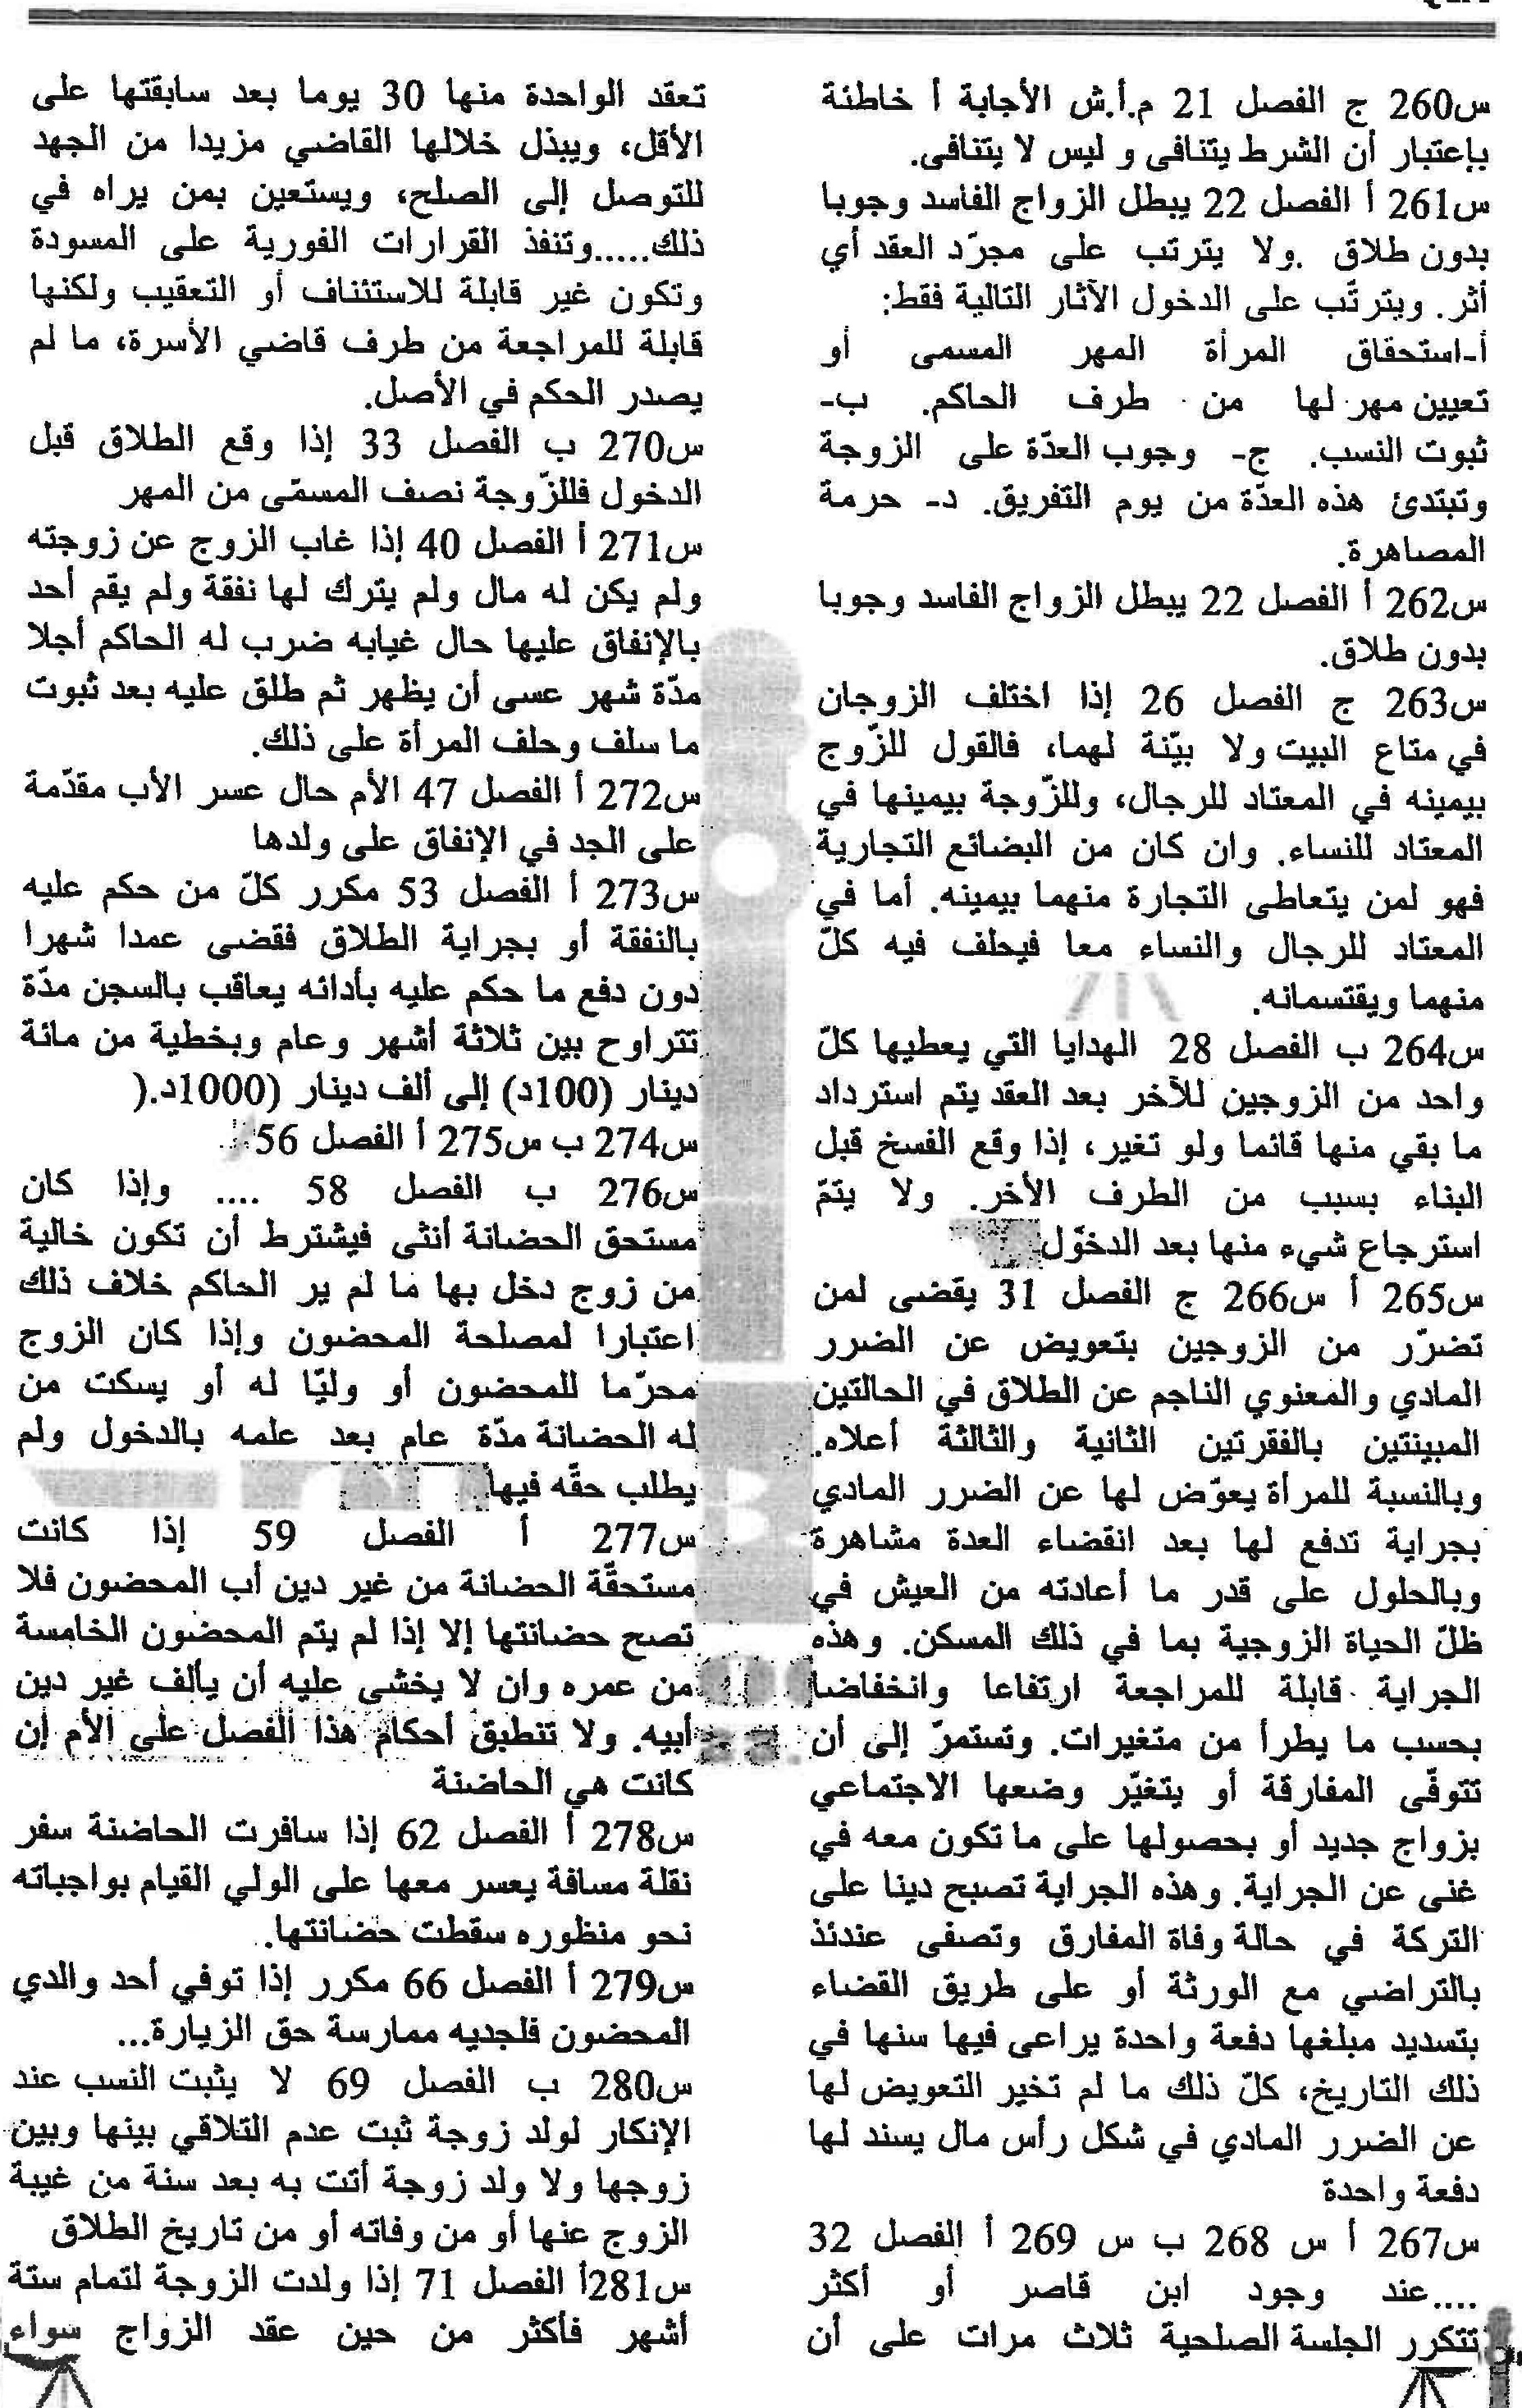 س260 ج الفصل 21 م.أ.ش الأجابة أ خاطئة
بإعتبار أن الشرط يتنافى و ليس لا يتنافى.
س261 أ الفصل 22 يبطل الزواج الفاسد وجوبا
بدون طلاق .ولا يترتب على مجرّد العقد أي
أثر. ويترتّب على الدخول الآثار التالية فقط:
أ-استحقاق المرأة المهر المسمى أو
تعيين مهر لها من طرف الحاكم. ب-
ثبوت النسب. ج- وجوب العدّة على الزوجة
وتبتدئ هذه العدّة من يوم التفريق. د- حرمة
المصاهرة.
س262 أ الفصل 22 يبطل الزواج الفاسد وجوبا
بدون طلاق.
س263 ج الفصل 26 إذا اختلف الزوجان
في متاع البيت ولا بيّنة لهما، فالقول للزّوج
بيمينه في المعتاد للرجال، وللزّوجة بيمينها في
المعتاد للنساء. وان كان من البضائع التجارية
فهو لمن يتعاطى التجارة منهما بيمينه. أما في
المعتاد للرجال والنساء معا فيحلف فيه كلّ
منهما ويقتسمانه.
س264 ب الفصل 28 الهدايا التي يعطيها كلّ
واحد من الزوجين للآخر بعد العقد يتم استرداد
ما بقي منها قائما ولو تغير، إذا وقع الفسخ قبل
البناء بسبب من الطرف الأخر. ولا يتمّ
استرجاع شيء منها بعد الدخول
س265 أ س266 ج الفصل 31 يقضى لمن
تضرّر من الزوجين بتعويض عن الضرر
المادي والمعنوي الناجم عن الطلاق في الحالتين
المبينتين بالفقرتين الثانية والثالثة أعلاه.
وبالنسبة للمرأة يعوّض لها عن الضرر المادي
بجراية تدفع لها بعد انقضاء العدة مشاهرة
وبالحلول على قدر ما أعادته من العيش في
ظلّ الحياة الزوجية بما في ذلك المسكن. وهذه
الجراية قابلة للمراجعة ارتفاعا وانخفاضا
بحسب ما يطرأ من متغيرات. وتستمرّ إلى أن
تتوفّى المفارقة أو يتغيّر وضعها الاجتماعي
بزواج جديد أو بحصولها على ما تكون معه في
غنى عن الجراية. وهذه الجراية تصبح دينا على
التركة في حالة وفاة المفارق وتصفى عندئذ
بالتراضي مع الورثة أو على طريق القضاء
بتسديد مبلغها دفعة واحدة يراعى فيها سنها في
ذلك التاريخ، كلّ ذلك ما لم تخير التعويض لها
عن الضرر المادي في شكل رأس مال يسند لها
دفعة واحدة
س267 أ س 268 ب س 269 أ الفصل 32
....عند وجود ابن قاصر أو أكثر
تتكرر الجلسة الصلحية ثلاث مرات على أن
تعقد الواحدة منها 30 يوما بعد سابقتها على
الأقل، ويبذل خلالها القاضي مزيدا من الجهد
للتوصل إلى الصلح، ويستعين بمن يراه في
ذلك.....وتنفذ القرارات الفورية على المسودة
وتكون غير قابلة للاستئناف أو التعقيب ولكنها
قابلة للمراجعة من طرف قاضي الأسرة، ما لم
يصدر الحكم في الأصل.
س270 ب الفصل 33 إذا وقع الطلاق قبل
الدخول فللزّوجة نصف المسمّى من المهر
س271 أ الفصل 40 إذا غاب الزوج عن زوجته
ولم يكن له مال ولم يترك لها نفقة ولم يقم أحد
بالإنفاق عليها حال غيابه ضرب له الحاكم أجلا
مدّة شهر عسى أن يظهر ثم طلق عليه بعد ثبوت
ما سلف وحلف المرأة على ذلك.
س272 أ الفصل 47 الأم حال عسر الأب مقدّمة
على الجد في الإنفاق على ولدها
س273 أ الفصل 53 مكرر كلّ من حكم عليه
بالنفقة أو بجراية الطلاق فقضى عمدا شهرا
دون دفع ما حكم عليه بأدائه يعاقب بالسجن مدّة
تتراوح بين ثلاثة أشهر وعام وبخطية من مائة
دينار (100د) إلى ألف دينار (1000د.(
س274 ب س275 أ الفصل 56
س276 ب الفصل 58 .... وإذا كان
مستحق الحضانة أنثى فيشترط أن تكون خالية
من زوج دخل بها ما لم ير الحاكم خلاف ذلك
اعتبارا لمصلحة المحضون وإذا كان الزوج
محرّما للمحضون أو وليّا له أو يسكت من
له الحضانة مدّة عام بعد علمه بالدخول ولم
يطلب حقّه فيها
س277 أ الفصل 59 إذا كانت
مستحقّة الحضانة من غير دين أب المحضون فلا
تصح حضانتها إلا إذا لم يتم المحضون الخامسة
من عمره وان لا يخشى عليه أن يألف غير دين
أبيه. ولا تنطبق أحكام هذا الفصل على الأم إن
كانت هي الحاضنة
س278 أ الفصل 62 إذا سافرت الحاضنة سفر
نقلة مسافة يعسر معها على الولي القيام بواجباته
نحو منظوره سقطت حضانتها.
س279 أ الفصل 66 مكرر إذا توفي أحد والدي
المحضون فلجديه ممارسة حق الزيارة...
س280 ب الفصل 69 لا يثبت النسب عند
الإنكار لولد زوجة ثبت عدم التلاقي بينها وبين
زوجها ولا ولد زوجة أتت به بعد سنة من غيبة
الزوج عنها أو من وفاته أو من تاريخ الطلاق
س281أ الفصل 71 إذا ولدت الزوجة لتمام ستة
أشهر فأكثر من حين عقد الزواج سواء